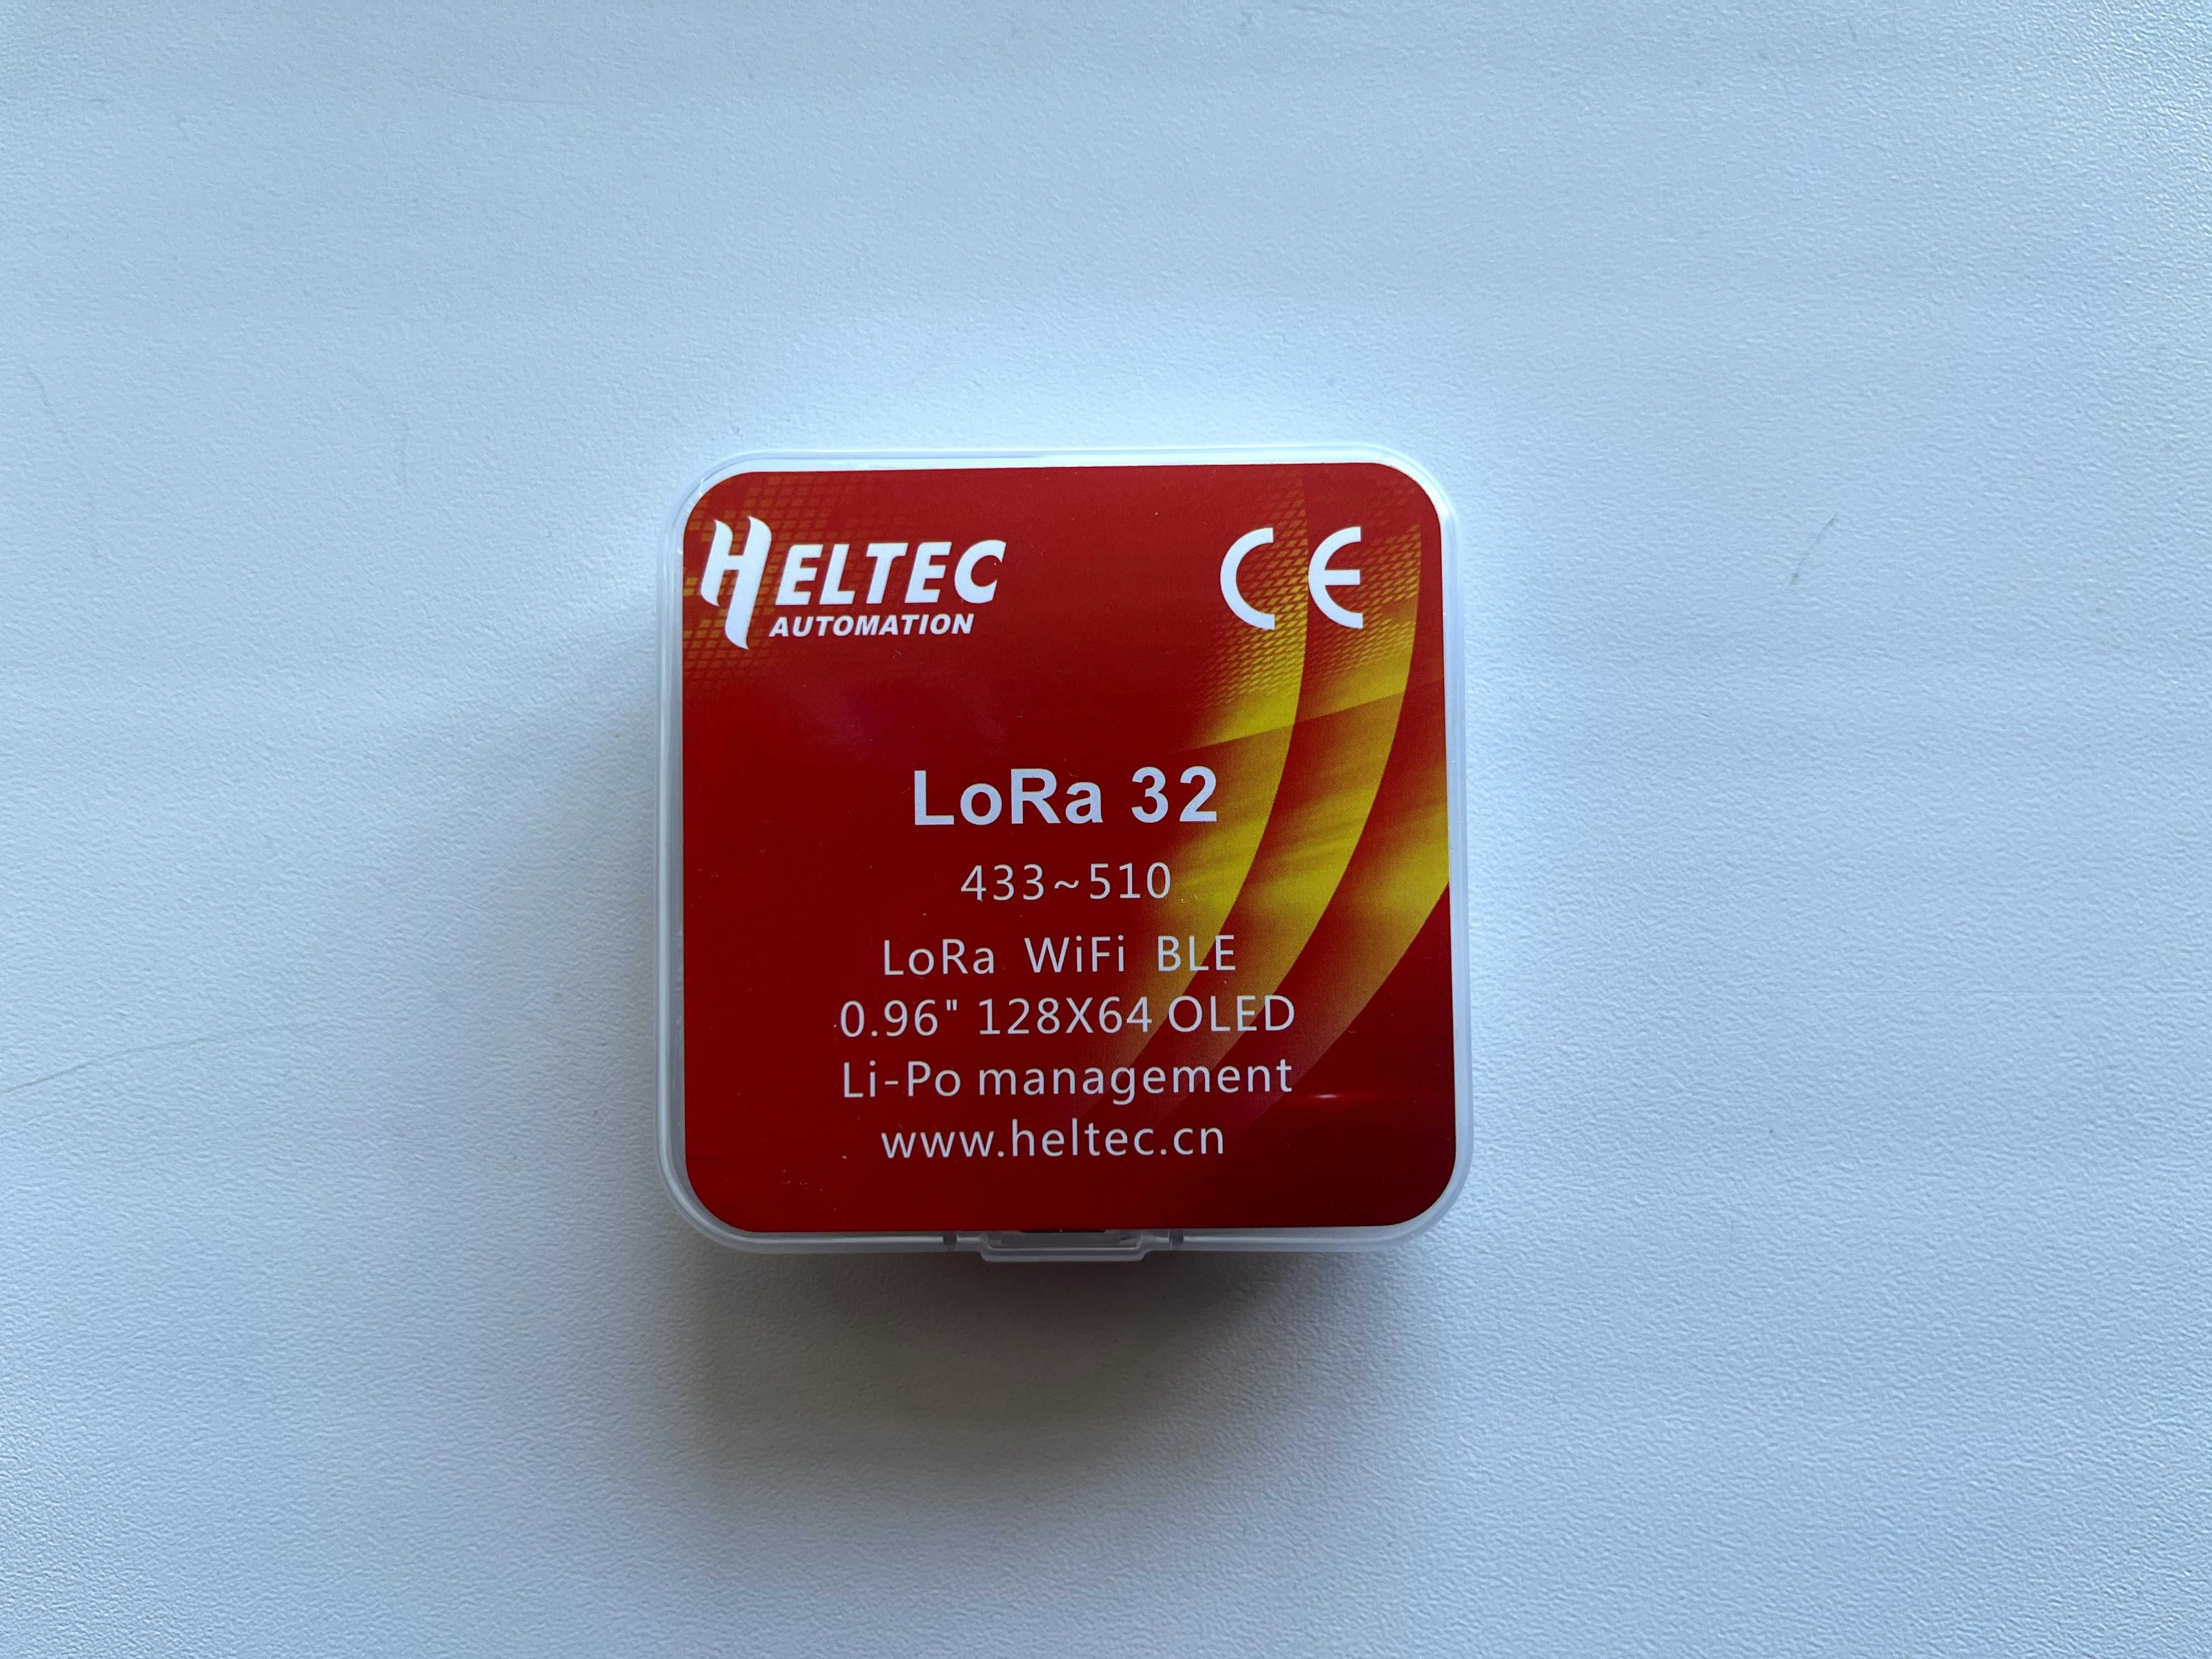 HELTEC
AUTOMATION
CE
LoRa 32
433~510
LoRa WiFi BLE
0.96" 128X64 OLED
Li-Po management
www.heltec.cn